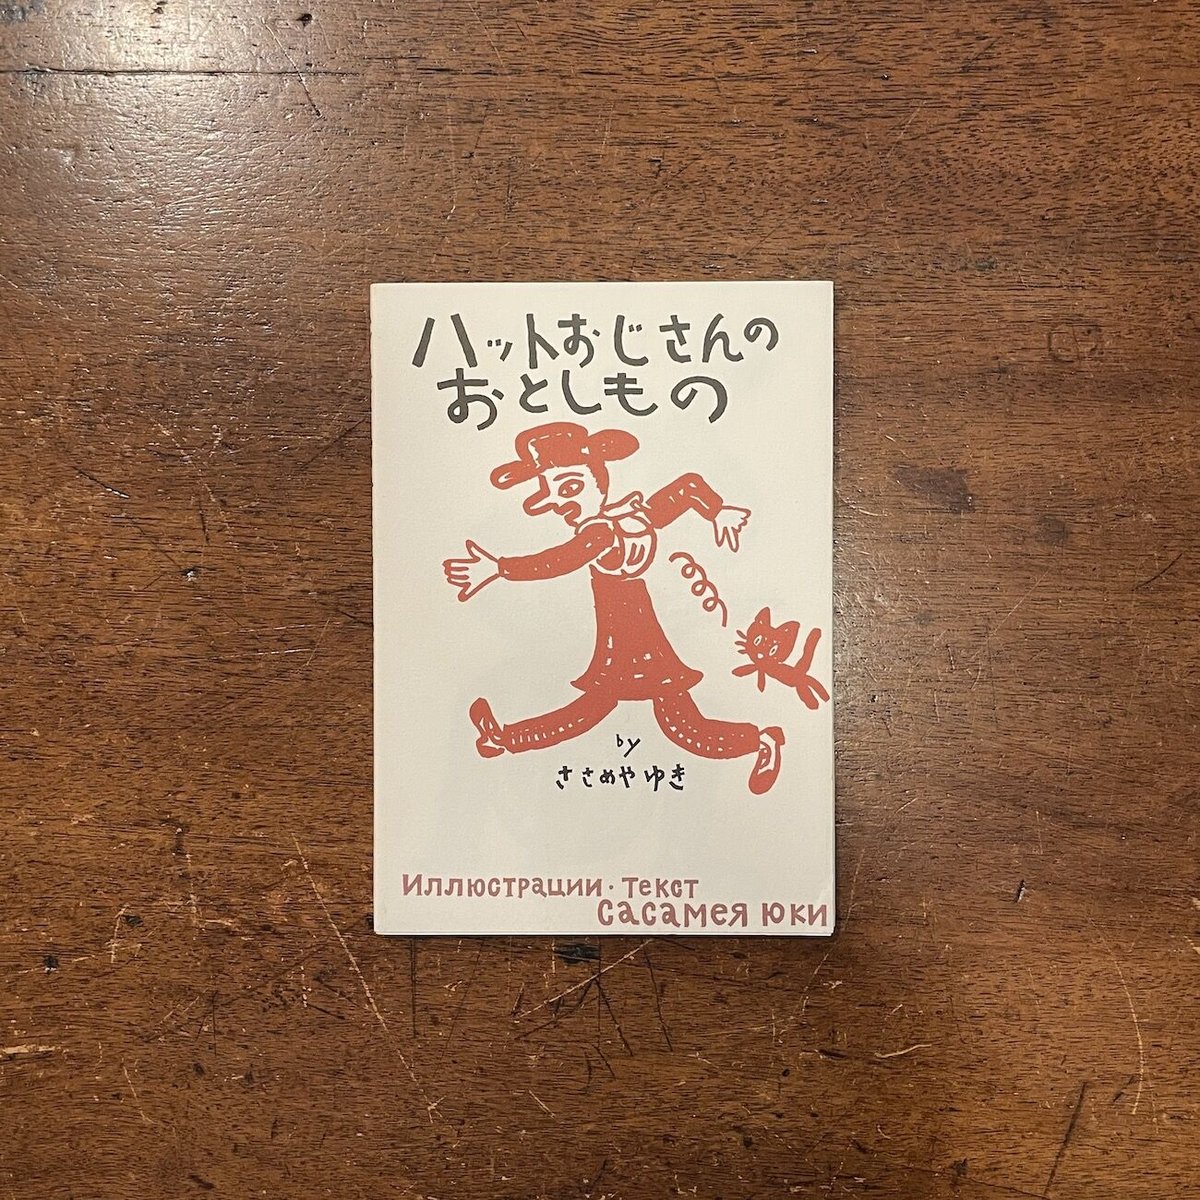 ハットおじさんの
おとしもの
by
ささめや ゆき
Иллюстрации · Текст
Сасамея Юки